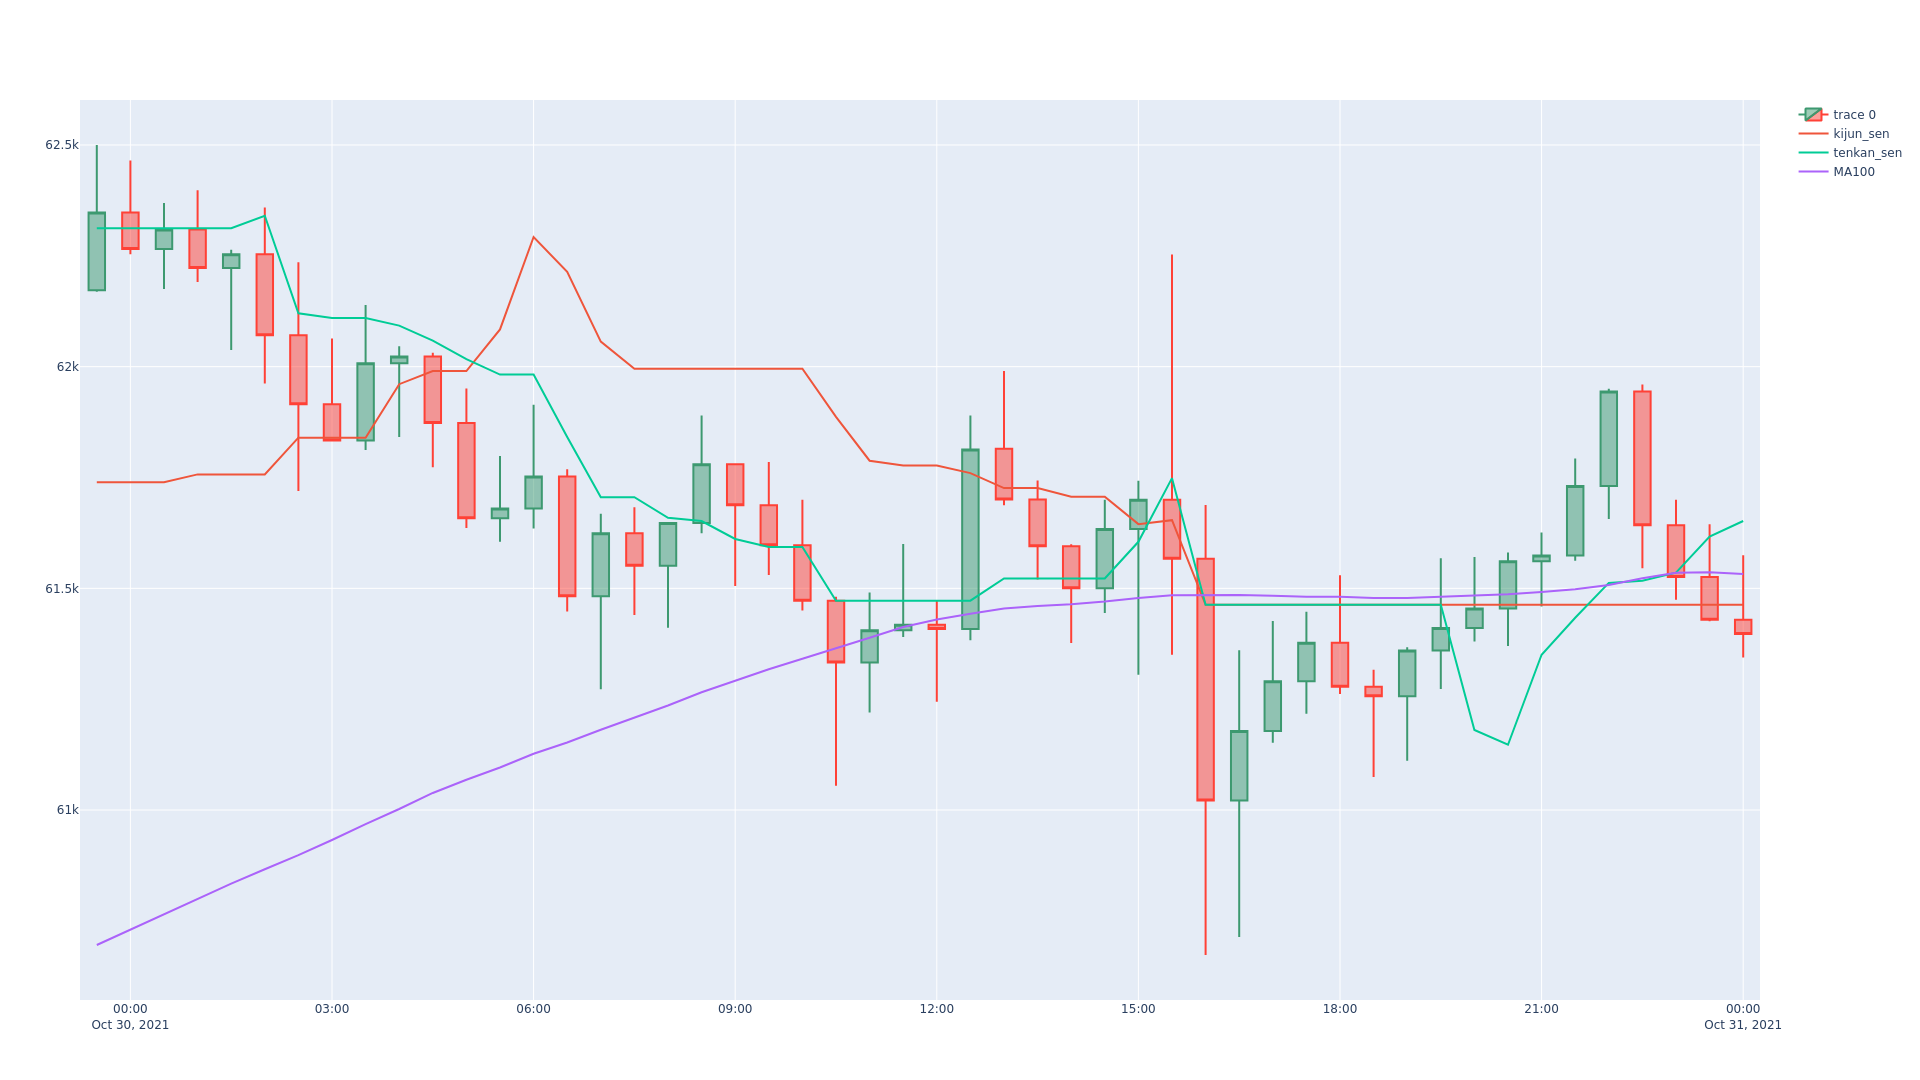 trace 0
kijun_sen
tenkan_sen
MA100
62.5k
62k
61.5k
61k
00:00 03:00 06:00 09:00 12:00 15:00 18:00 21:00 00:00
Oct 30, 2021 Oct 31, 2021